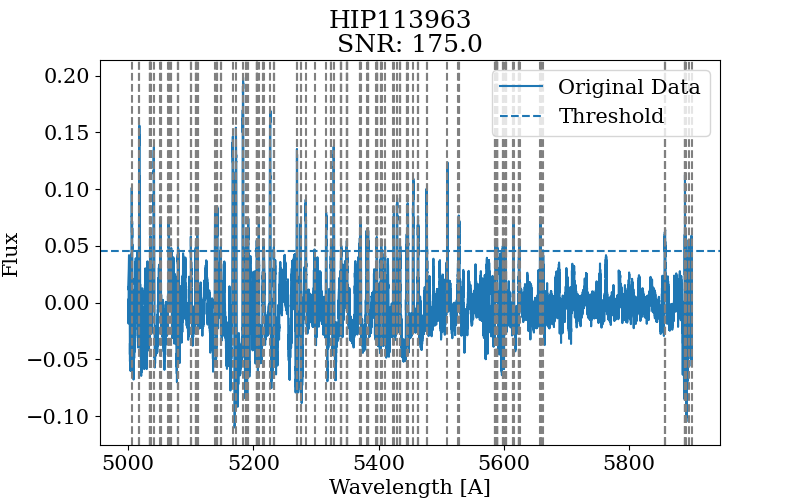 HIP113963
SNR: 175.0
Original Data
Threshold
0.20
0.15
0.10
0.05
0.00
−0.05
−0.10
Flux
5000
5200
5400
5600
5800
Wavelength [A]